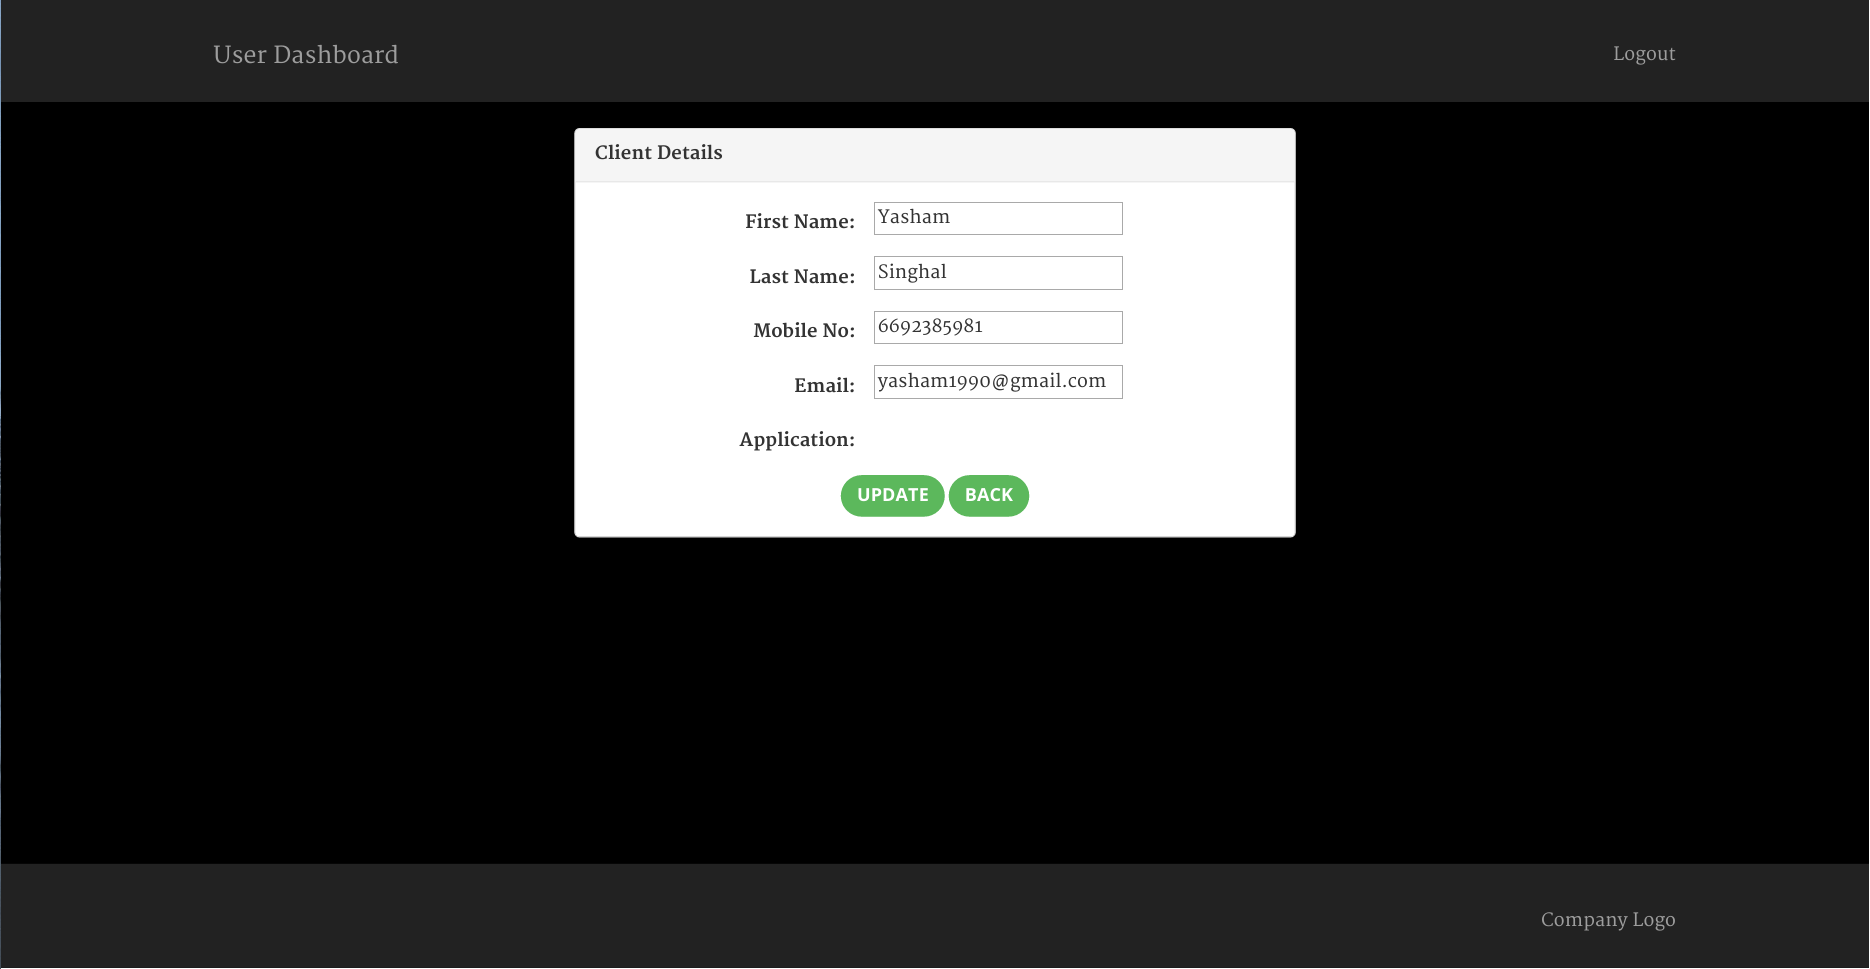 User Dashboard
Logout
Client Details
First Name: Yasham
Last Name: Singhal
Mobile No: 6692385981
Email: yasham1990@gmail.com
Application:
UPDATE BACK
Company Logo